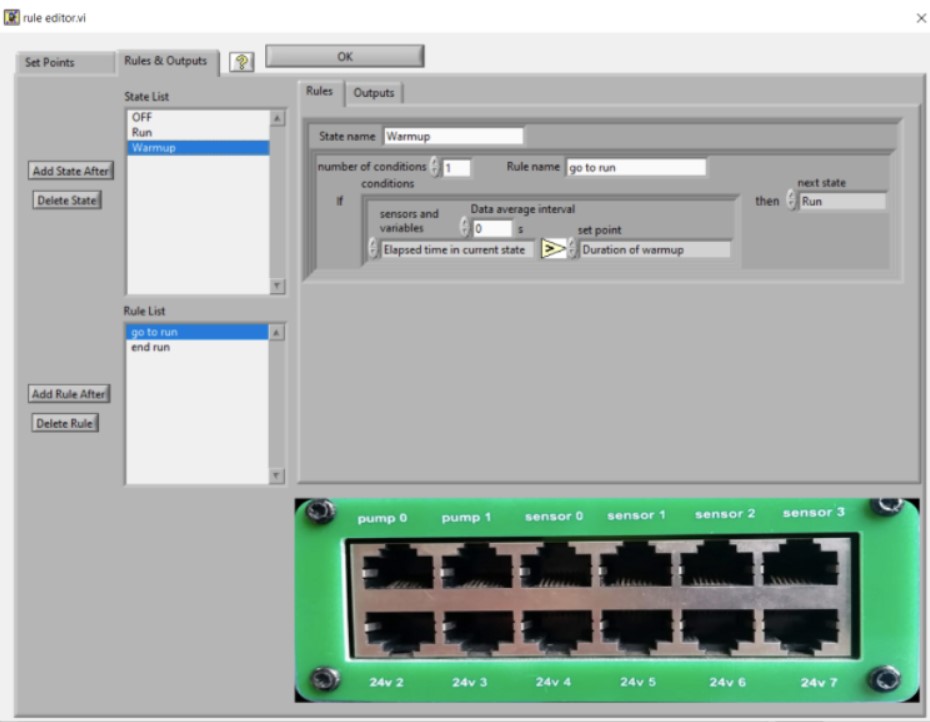 rule editor.vi
Set Points
Rules & Outputs
?
OK
State List
OFF
Run
Warmup
Add State After
Delete State
Rule List
go to run
end run
Add Rule After
Delete Rule
Rules
Outputs
State name Warmup
number of conditions 1 Rule name go to run
conditions
next state
If
then Run
sensors and variables
Data average interval
0 s
set point
Elapsed time in current state > Duration of warmup
pump 0 pump 1 sensor 0 sensor 1 sensor 2 sensor 3
24v 2 24v 3 24v 4 24v 5 24v 6 24v 7